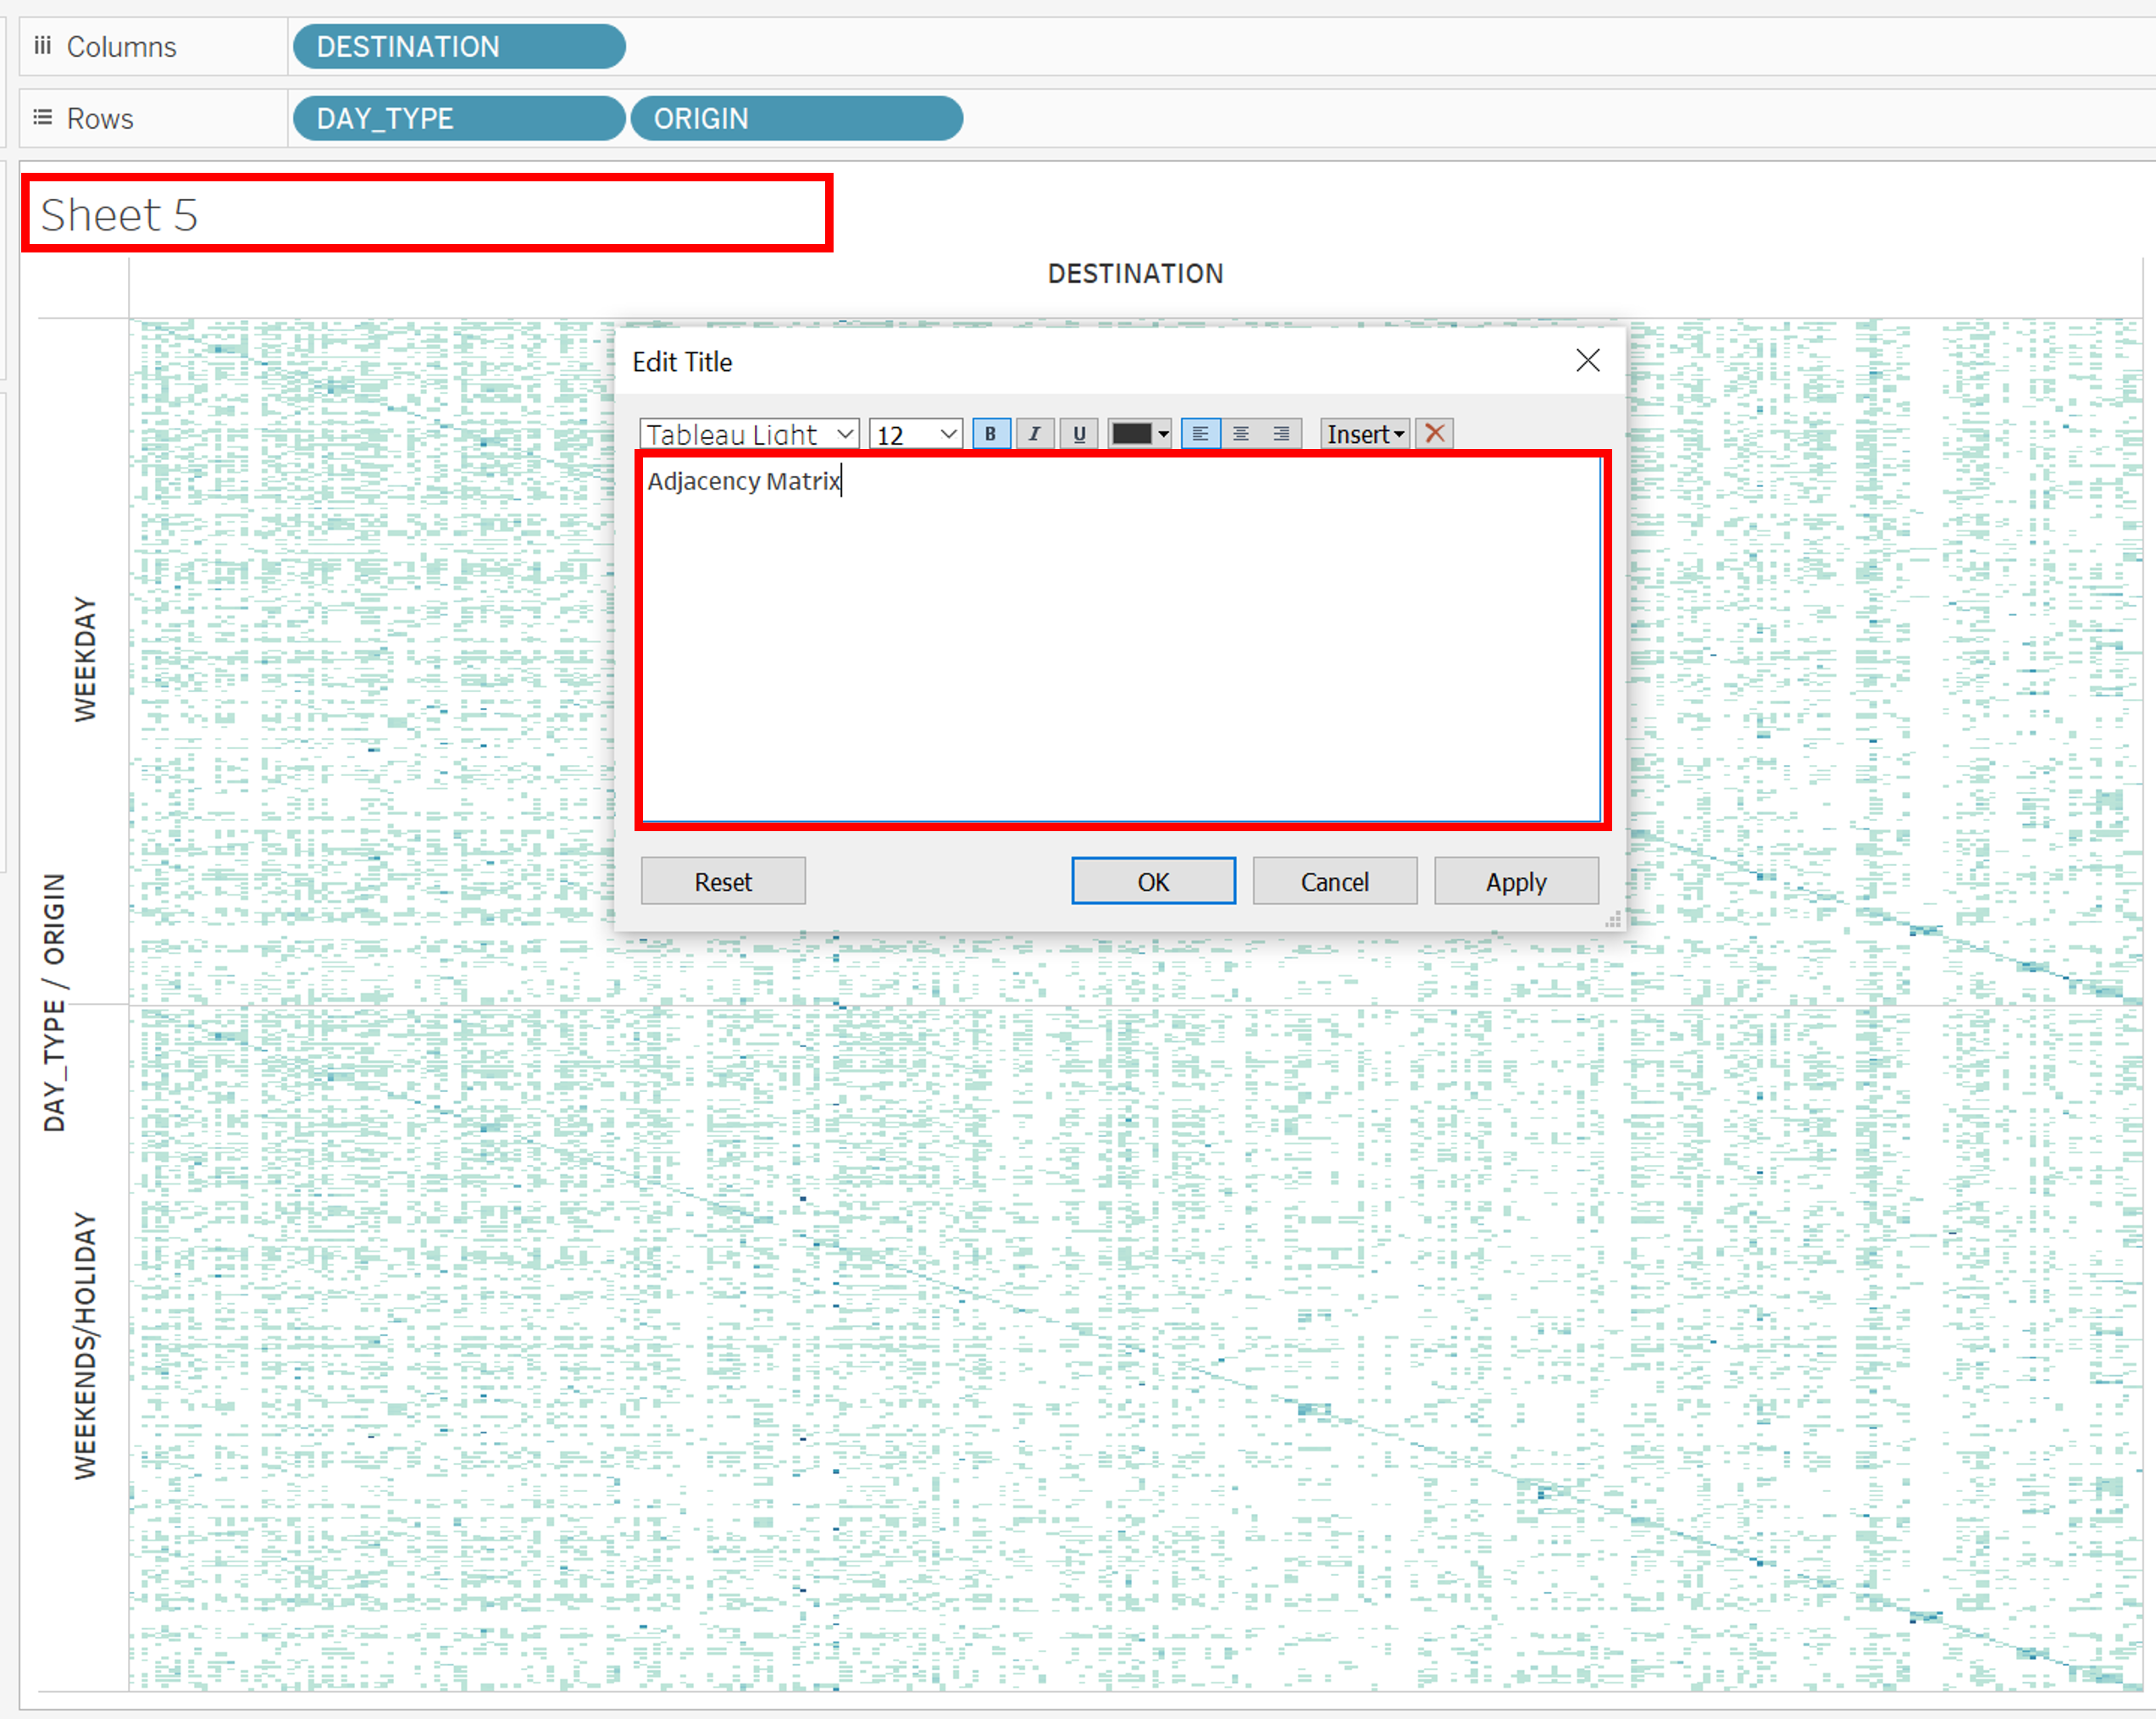 Columns DESTINATION
Rows DAY_TYPE ORIGIN
Sheet 5
DESTINATION
Edit Title
Tableau Light 12 B I U Insert
Adjacency Matrix
Reset OK Cancel Apply
DAY_TYPE / ORIGIN
WEEKDAY
WEEKENDS/HOLIDAY